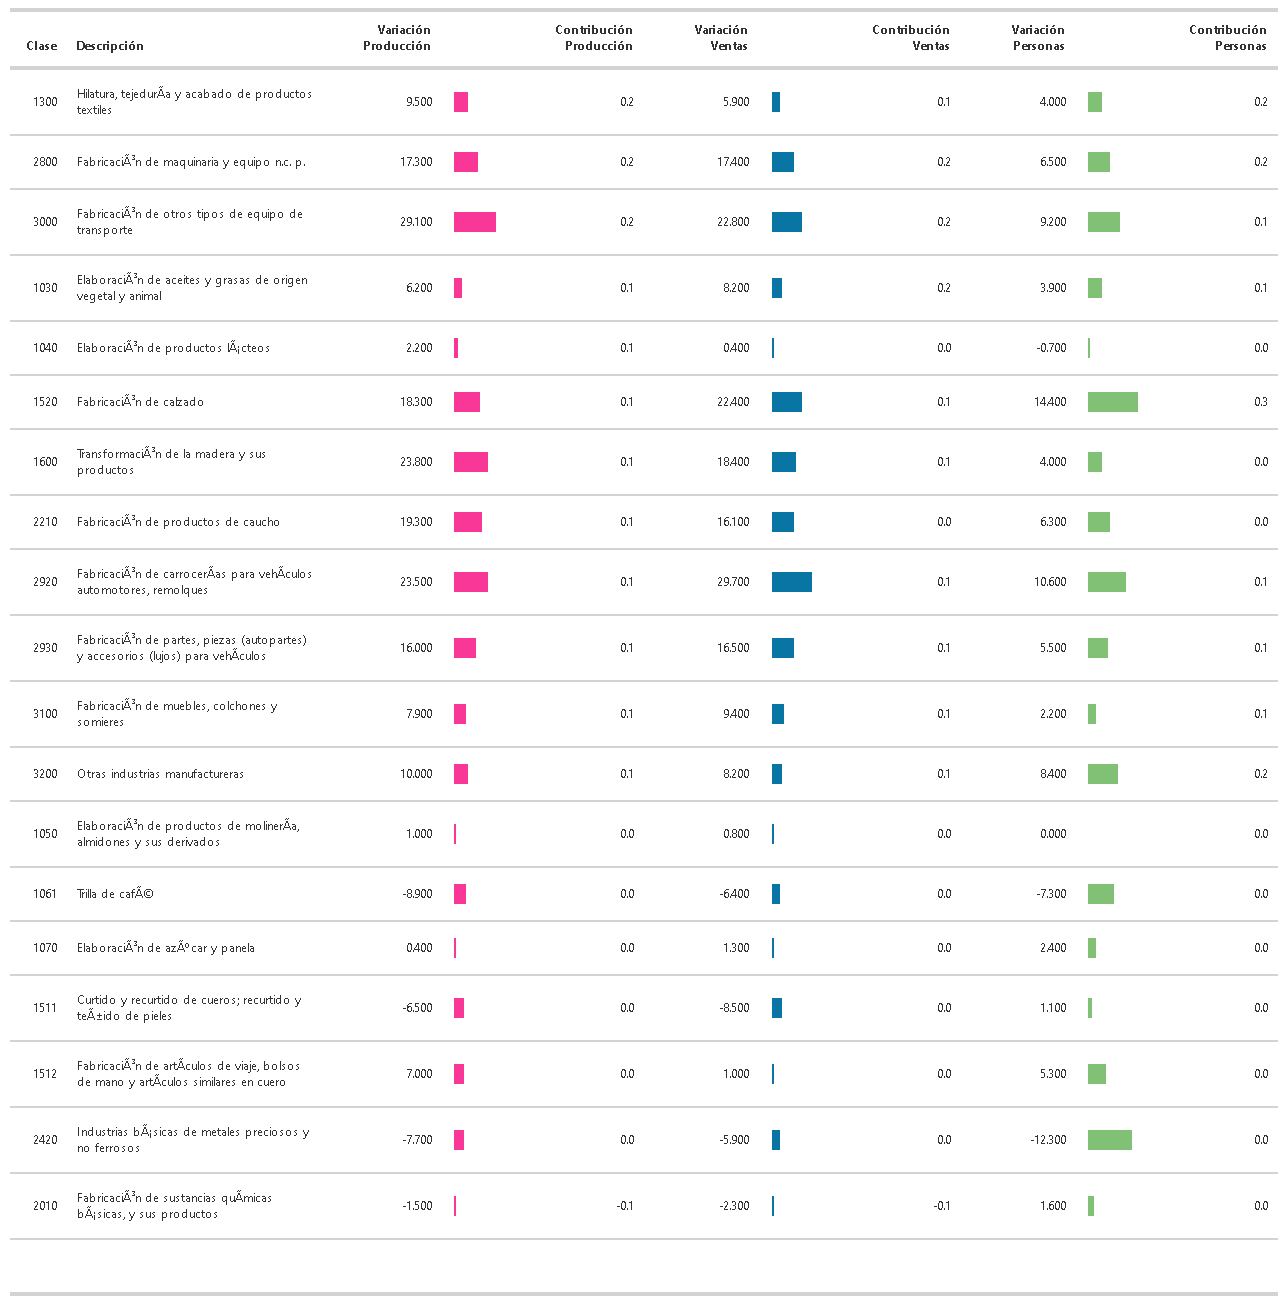 Clase Descripción Variación Producción Contribución Producción Variación Ventas Contribución Ventas Variación Personas Contribución Personas
1300 Hilatura, tejedurÃa y acabado de productos textiles 9.500 0.2 5.900 0.1 4.000 0.2
2800 FabricaciÃ³n de maquinaria y equipo n.c. p. 17.300 0.2 17.400 0.2 6.500 0.2
3000 FabricaciÃ³n de otros tipos de equipo de transporte 29.100 0.2 22.800 0.2 9.200 0.1
1030 ElaboraciÃ³n de aceites y grasas de origen vegetal y animal 6.200 0.1 8.200 0.2 3.900 0.1
1040 ElaboraciÃ³n de productos lÃ¡cteos 2.200 0.1 0.400 0.0 -0.700 0.0
1520 FabricaciÃ³n de calzado 18.300 0.1 22.400 0.1 14.400 0.3
1600 TransformaciÃ³n de la madera y sus productos 23.800 0.1 18.400 0.1 4.000 0.0
2210 FabricaciÃ³n de productos de caucho 19.300 0.1 16.100 0.0 6.300 0.0
2920 FabricaciÃ³n de carrocerÃas para vehÃculos automotores, remolques 23.500 0.1 29.700 0.1 10.600 0.1
2930 FabricaciÃ³n de partes, piezas (autopartes) y accesorios (lujos) para vehÃculos 16.000 0.1 16.500 0.1 5.500 0.1
3100 FabricaciÃ³n de muebles, colchones y somieres 7.900 0.1 9.400 0.1 2.200 0.1
3200 Otras industrias manufactureras 10.000 0.1 8.200 0.1 8.400 0.2
1050 ElaboraciÃ³n de productos de molinerÃa, almidones y sus derivados 1.000 0.0 0.800 0.0 0.000 0.0
1061 Trilla de cafÃ© -8.900 0.0 -6.400 0.0 -7.300 0.0
1070 ElaboraciÃ³n de azÃºcar y panela 0.400 0.0 1.300 0.0 2.400 0.0
1511 Curtido y recurtido de cueros; recurtido y teÃ±ido de pieles -6.500 0.0 -8.500 0.0 1.100 0.0
1512 FabricaciÃ³n de artÃculos de viaje, bolsos de mano y artÃculos similares en cuero 7.000 0.0 1.000 0.0 5.300 0.0
2420 Industrias bÃ¡sicas de metales preciosos y no ferrosos -7.700 0.0 -5.900 0.0 -12.300 0.0
2010 FabricaciÃ³n de sustancias quÃmicas bÃ¡sicas, y sus productos -1.500 -0.1 -2.300 -0.1 1.600 0.0